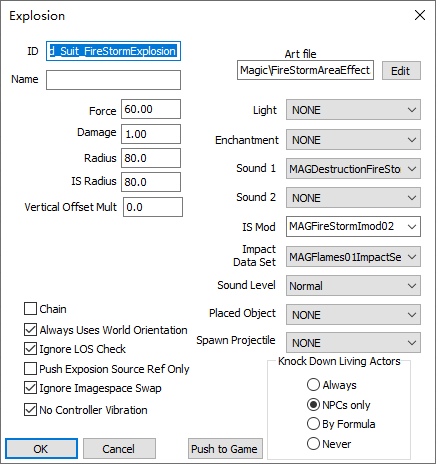 Explosion
ID d_Suit_FireStormExplosion
Art file
Magic\FireStormAreaEffect Edit
Name
Force 60.00
Light NONE
Damage 1.00
Enchantment NONE
Radius 80.0
Sound 1 MAGDestructionFireSto
IS Radius 80.0
Sound 2 NONE
Vertical Offset Mult 0.0
IS Mod MAGFireStormImod02
Impact
Data Set MAGFlames01ImpactSe
Sound Level Normal
Placed Object NONE
Spawn Projectile NONE
Chain
Always Uses World Orientation
Ignore LOS Check
Push Exposion Source Ref Only
Ignore Imagespace Swap
No Controller Vibration
Knock Down Living Actors
Always
NPCs only
By Formula
Never
OK Cancel Push to Game